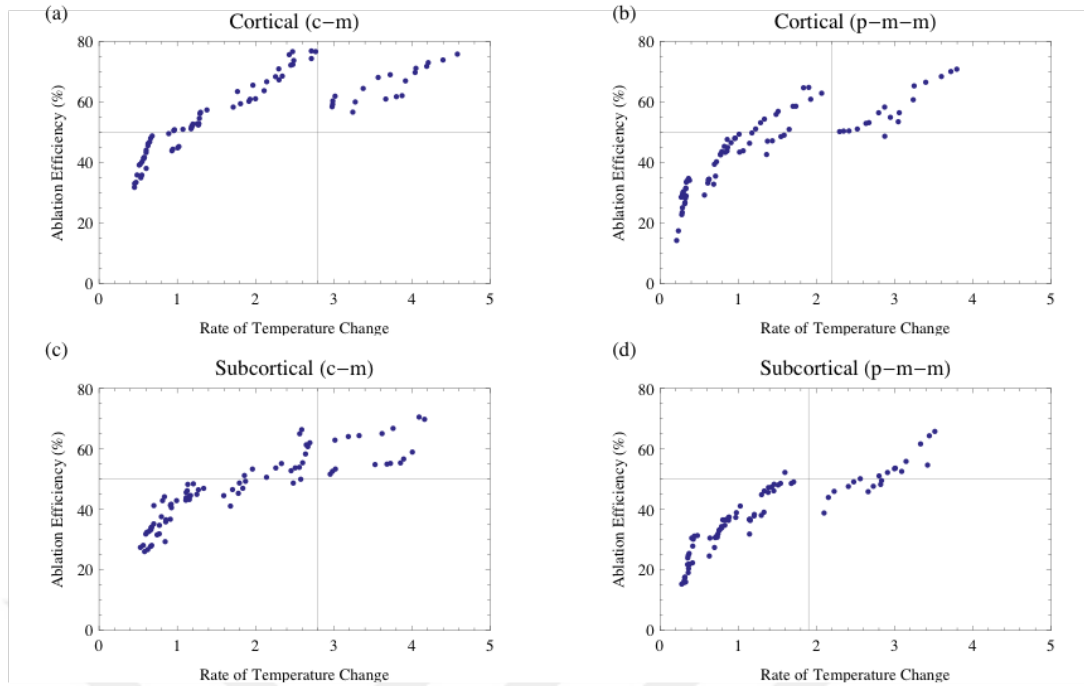 (a)
Cortical (c−m)
80
60
40
20
0
Ablation Efficiency (%)
0 1 2 3 4 5
Rate of Temperature Change
(b)
Cortical (p−m−m)
80
60
40
20
0
Ablation Efficiency (%)
0 1 2 3 4 5
Rate of Temperature Change
(c)
Subcortical (c−m)
80
60
40
20
0
Ablation Efficiency (%)
0 1 2 3 4 5
Rate of Temperature Change
(d)
Subcortical (p−m−m)
80
60
40
20
0
Ablation Efficiency (%)
0 1 2 3 4 5
Rate of Temperature Change